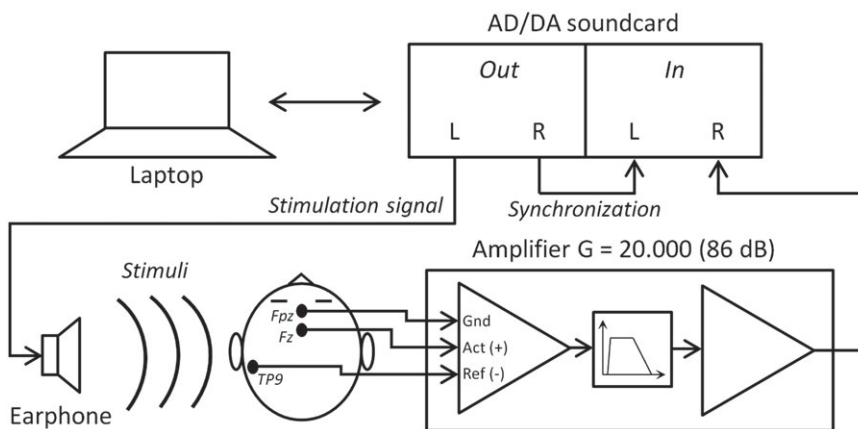 AD/DA soundcard
Out
In
L
R
L
R
Laptop
Stimulation signal
Synchronization
Stimuli
Amplifier G = 20.000 (86 dB)
Fpz
Gnd
Fz
Act (+)
TP9
Ref (-)
Earphone